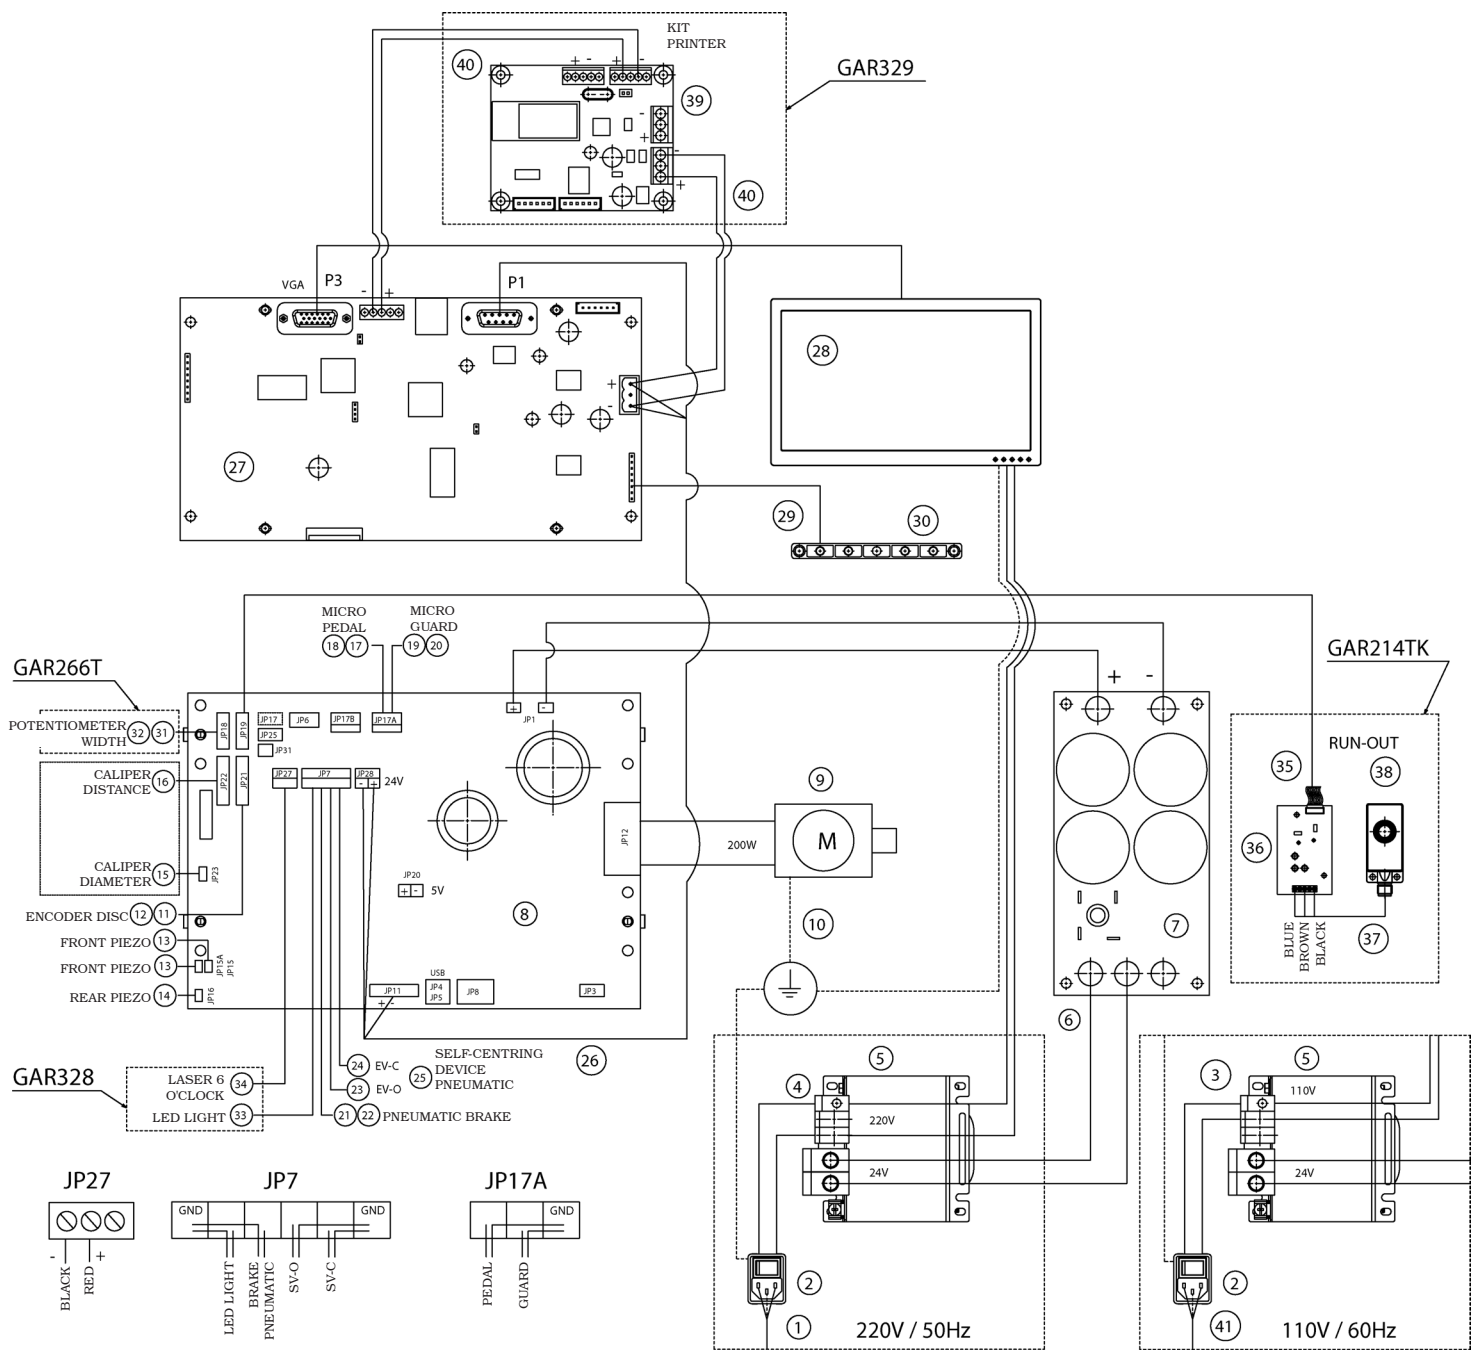 KIT
PRINTER
GAR329
40
39
+ -
+ -
-
+
-
+
40
VGA
P3
- +
P1
+
-
27
28
29
30
MICRO
PEDAL
18 17
MICRO
GUARD
19 20
GAR266T
POTENTIOMETER
WIDTH
32 31
CALIPER
DISTANCE
16
CALIPER
DIAMETER
15
ENCODER DISC 12 11
FRONT PIEZO 13
FRONT PIEZO 13
REAR PIEZO 14
JP18
JP19
JP17
JP25
JP31
JP6
JP17B
JP17A
JP22
JP21
JP27
JP7
JP28
- +
24V
JP23
JP15A
JP15
JP16
JP20
+ -
5V
8
+
-
JP1
JP12
JP11
+ -
USB
JP4
JP5
JP8
JP3
200W
9
M
10
+ -
7
6
GAR214TK
RUN-OUT
35
38
36
37
BLUE
BROWN
BLACK
GAR328
LASER 6
O'CLOCK
34
LED LIGHT 33
24 EV-C
23 EV-O
25
SELF-CENTRING
DEVICE
PNEUMATIC
21 22 PNEUMATIC BRAKE
26
5
4
220V
24V
2
1
220V / 50Hz
5
3
110V
24V
2
41
110V / 60Hz
JP27
-
+
BLACK
RED
JP7
GND
GND
LED LIGHT
BRAKE
PNEUMATIC
SV-O
SV-C
JP17A
GND
PEDAL
GUARD